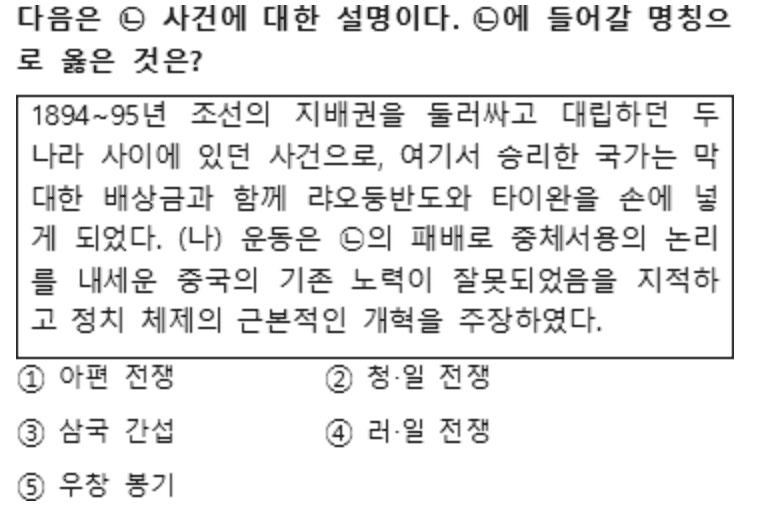 다음은 ㉡ 사건에 대한 설명이다. ㉡에 들어갈 명칭으
로 옳은 것은?
1894~95년 조선의 지배권을 둘러싸고 대립하던 두
나라 사이에 있던 사건으로, 여기서 승리한 국가는 막
대한 배상금과 함께 랴오둥반도와 타이완을 손에 넣
게 되었다. (나) 운동은 ㉡의 패배로 중체서용의 논리
를 내세운 중국의 기존 노력이 잘못되었음을 지적하
고 정치 체제의 근본적인 개혁을 주장하였다.
① 아편 전쟁 ② 청·일 전쟁
③ 삼국 간섭 ④ 러·일 전쟁
⑤ 우창 봉기